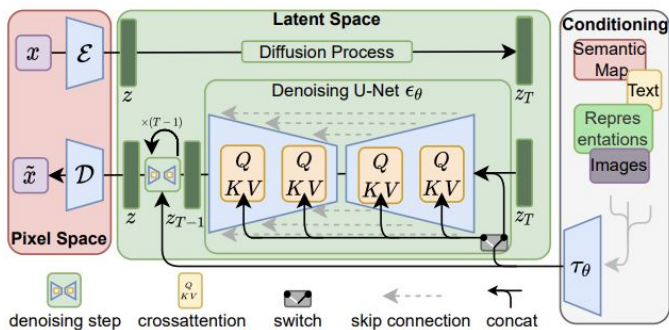 Latent Space
Conditioning
x
ℰ
Diffusion Process
Semantic
Map
z
z_T
Text
Denoising U-Net ϵ_θ
Repres
entations
×(T−1)
Images
Q
KV
Q
KV
Q
KV
Q
KV
x̃
𝒟
z
z_{T−1}
z_T
Pixel Space
τ_θ
Q
KV
denoising step
crossattention
switch
skip connection
concat